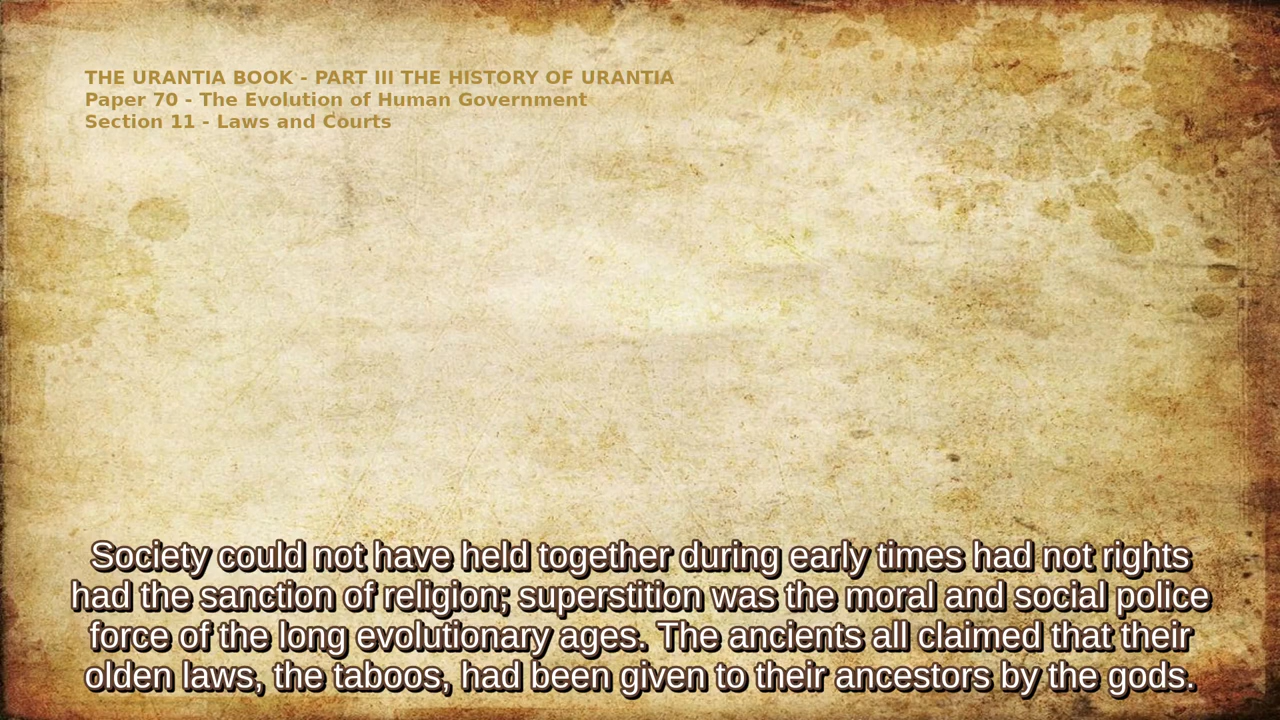 THE URANTIA BOOK - PART III THE HISTORY OF URANTIA
Paper 70 - The Evolution of Human Government
Section 11 - Laws and Courts
Society could not have held together during early times had not rights
had the sanction of religion; superstition was the moral and social police
force of the long evolutionary ages. The ancients all claimed that their
olden laws, the taboos, had been given to their ancestors by the gods.